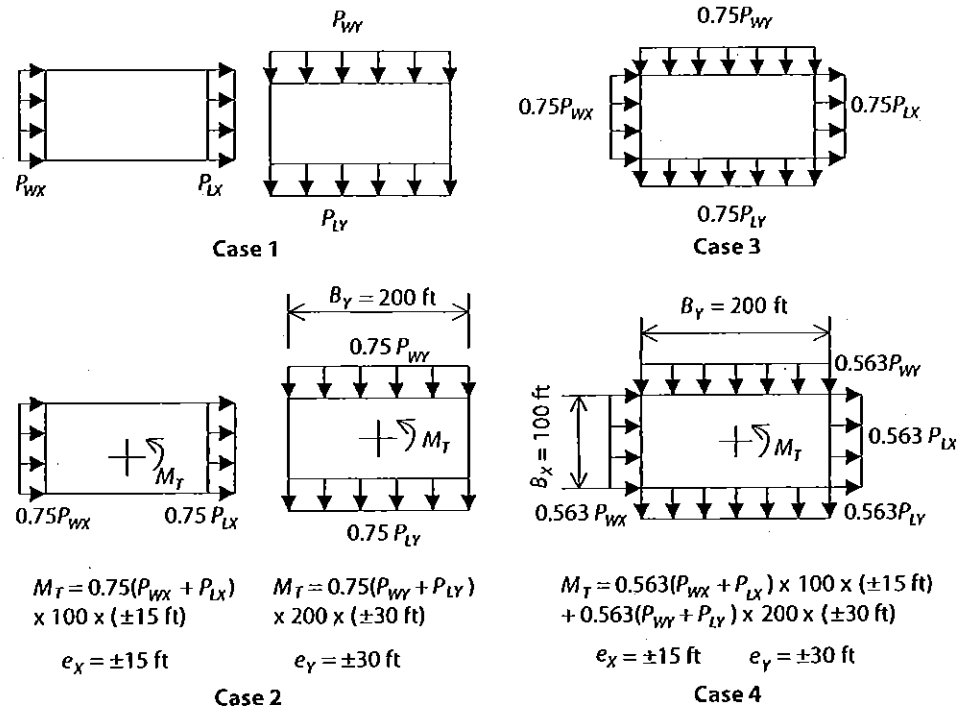 P_WX
P_LX
P_WY
P_LY
Case 1
0.75P_WY
0.75P_WX
0.75P_LX
0.75P_LY
Case 3
M_T
0.75P_WX
0.75 P_LX
B_Y = 200 ft
0.75 P_WY
M_T
0.75 P_LY
M_T = 0.75(P_WX + P_LX)
x 100 x (±15 ft)
e_X = ±15 ft
M_T = 0.75(P_WY + P_LY)
x 200 x (±30 ft)
e_Y = ±30 ft
Case 2
B_Y = 200 ft
0.563P_WY
B_X = 100 ft
M_T
0.563 P_LX
0.563 P_WX
0.563P_LY
M_T = 0.563(P_WX + P_LX) x 100 x (±15 ft)
+ 0.563(P_WY + P_LY) x 200 x (±30 ft)
e_X = ±15 ft e_Y = ±30 ft
Case 4